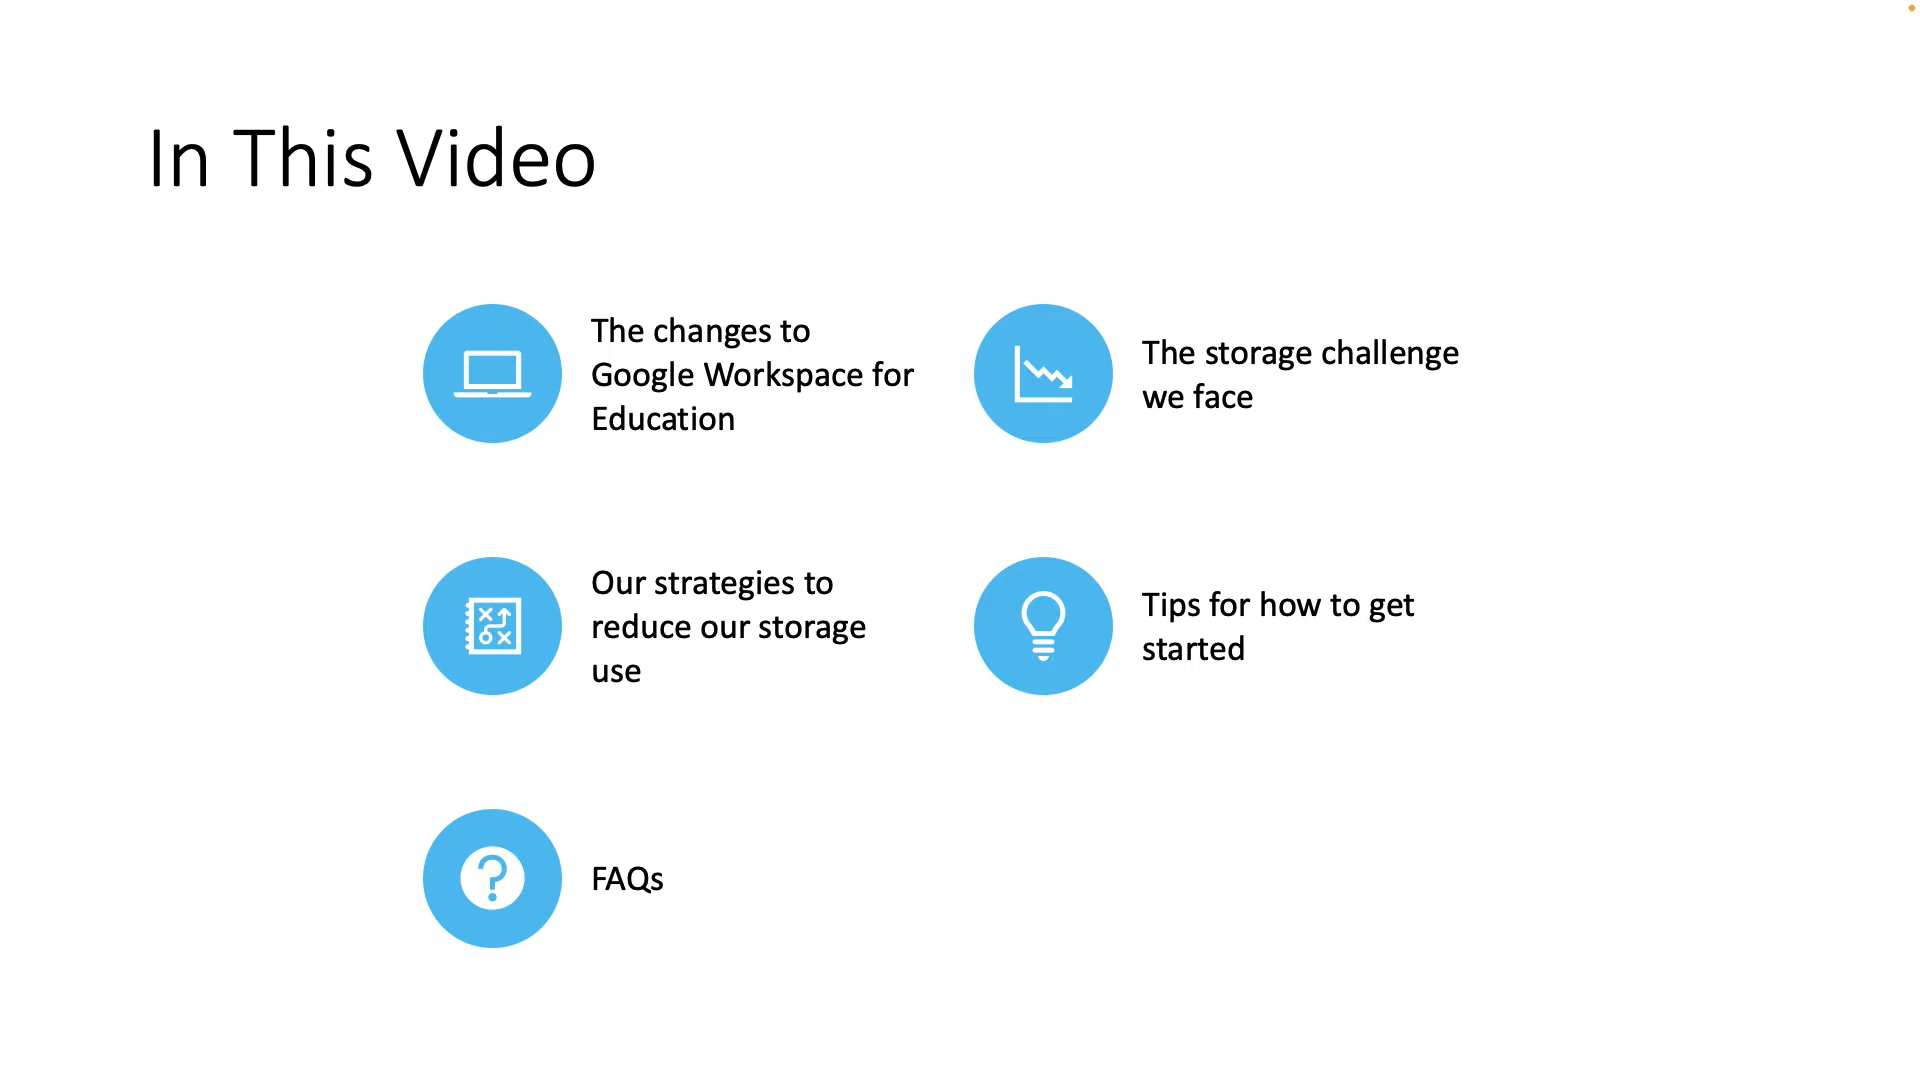 In This Video
The changes to
Google Workspace for
Education
The storage challenge
we face
Our strategies to
reduce our storage
use
Tips for how to get
started
FAQs